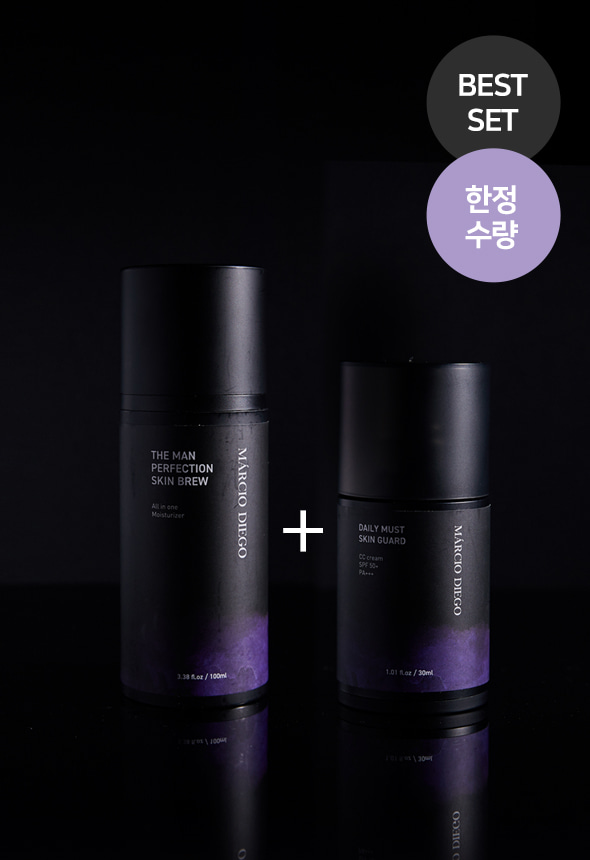 BEST
SET
한정
수량
THE MAN
PERFECTION
SKIN BREW
All in one
Moisturizer
MÁRCIO DIEGO
3.38 fl.oz / 100ml
+
DAILY MUST
SKIN GUARD
CC cream
SPF 50+
PA+++
MÁRCIO DIEGO
1.01 fl.oz / 30ml